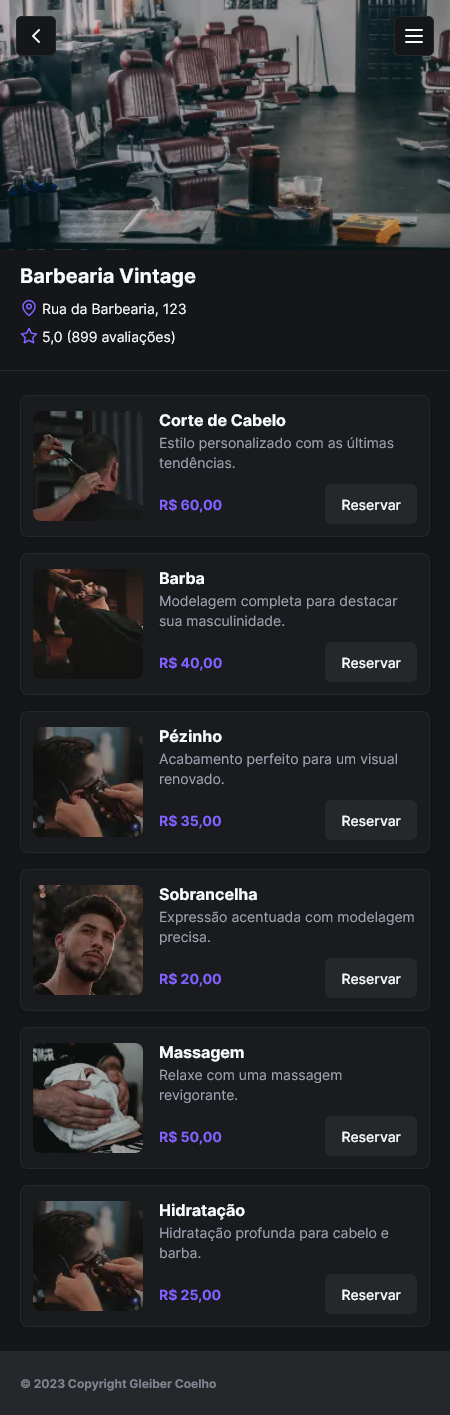 Barbearia Vintage
Rua da Barbearia, 123
5,0 (899 avaliações)
Corte de Cabelo
Estilo personalizado com as últimas
tendências.
R$ 60,00
Reservar
Barba
Modelagem completa para destacar
sua masculinidade.
R$ 40,00
Reservar
Pézinho
Acabamento perfeito para um visual
renovado.
R$ 35,00
Reservar
Sobrancelha
Expressão acentuada com modelagem
precisa.
R$ 20,00
Reservar
Massagem
Relaxe com uma massagem
revigorante.
R$ 50,00
Reservar
Hidratação
Hidratação profunda para cabelo e
barba.
R$ 25,00
Reservar
© 2023 Copyright Gleiber Coelho